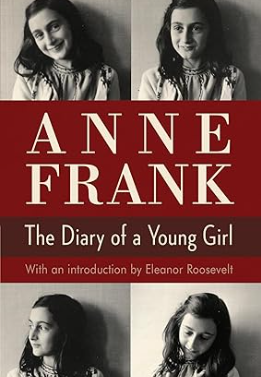 ANNE
FRANK
The Diary of a Young Girl
With an introduction by Eleanor Roosevelt